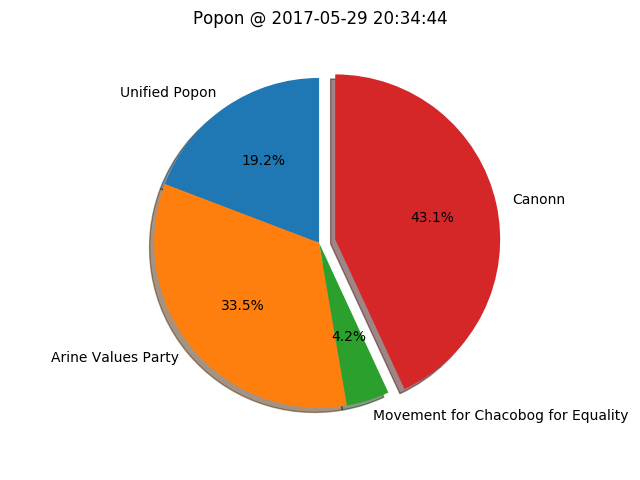 Popon @ 2017-05-29 20:34:44
Unified Popon
19.2%
Canonn
43.1%
33.5%
4.2%
Arine Values Party
Movement for Chacobog for Equality